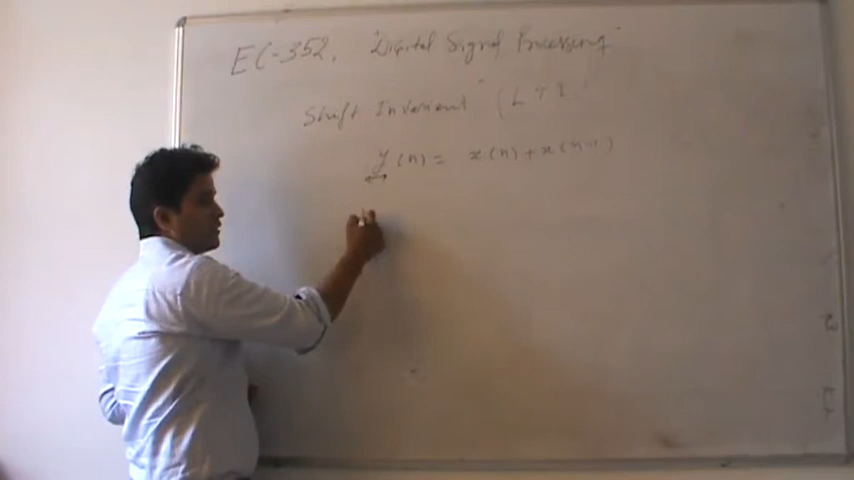 EC-352, "Digital Signal Processing"
Shift Invariant (LTI
y(n) = x(n) + x(n-1)